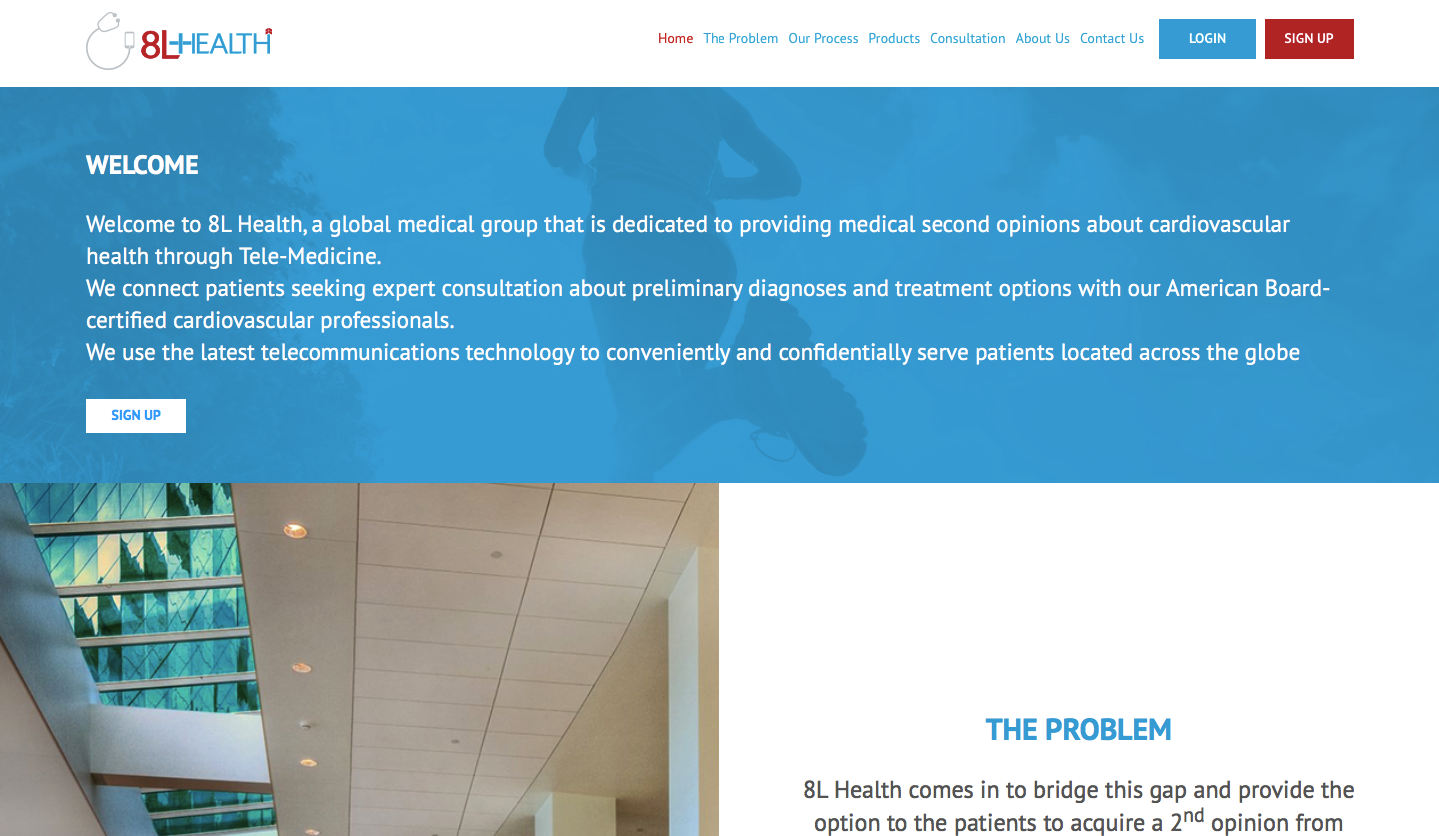 8L HEALTH
Home The Problem Our Process Products Consultation About Us Contact Us LOGIN SIGN UP
WELCOME
Welcome to 8L Health, a global medical group that is dedicated to providing medical second opinions about cardiovascular
health through Tele-Medicine.
We connect patients seeking expert consultation about preliminary diagnoses and treatment options with our American Board-
certified cardiovascular professionals.
We use the latest telecommunications technology to conveniently and confidentially serve patients located across the globe
SIGN UP
THE PROBLEM
8L Health comes in to bridge this gap and provide the
option to the patients to acquire a 2nd opinion from